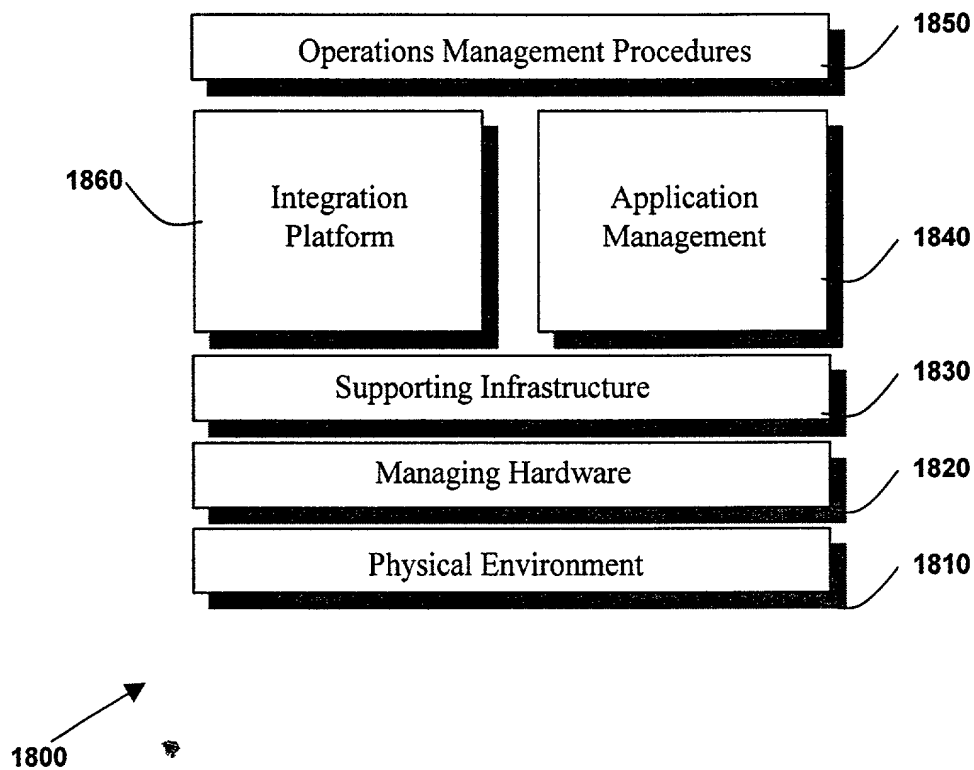 Operations Management Procedures
1850
1860
Integration
Platform
Application
Management
1840
Supporting Infrastructure
1830
Managing Hardware
1820
Physical Environment
1810
1800